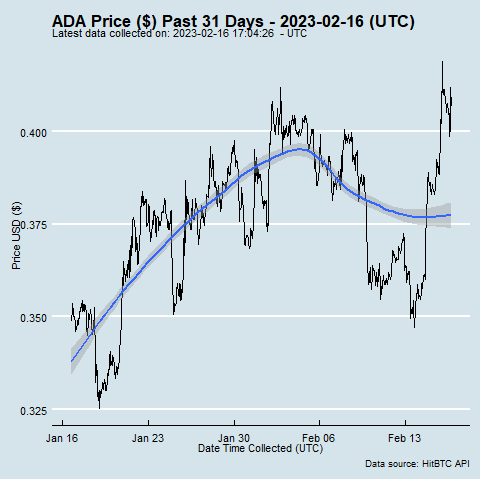 ADA Price ($) Past 31 Days - 2023-02-16 (UTC)
Latest data collected on: 2023-02-16 17:04:26  - UTC
0.400
0.375
0.350
0.325
Price USD ($)
Jan 16
Jan 23
Jan 30
Feb 06
Feb 13
Date Time Collected (UTC)
Data source: HitBTC API